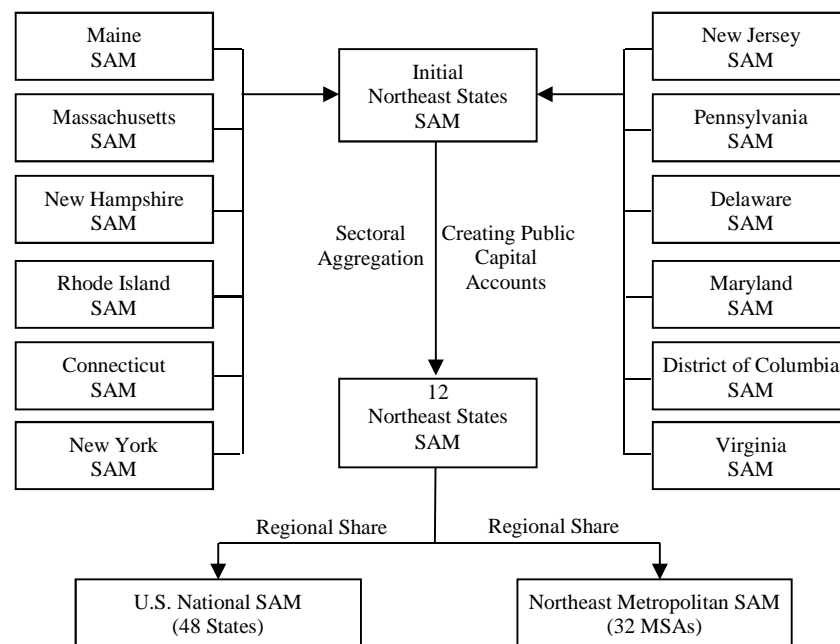 Maine
SAM
Massachusetts
SAM
New Hampshire
SAM
Rhode Island
SAM
Connecticut
SAM
New York
SAM
Initial
Northeast States
SAM
Sectoral
Aggregation
Creating Public
Capital
Accounts
12
Northeast States
SAM
New Jersey
SAM
Pennsylvania
SAM
Delaware
SAM
Maryland
SAM
District of Columbia
SAM
Virginia
SAM
Regional Share
Regional Share
U.S. National SAM
(48 States)
Northeast Metropolitan SAM
(32 MSAs)